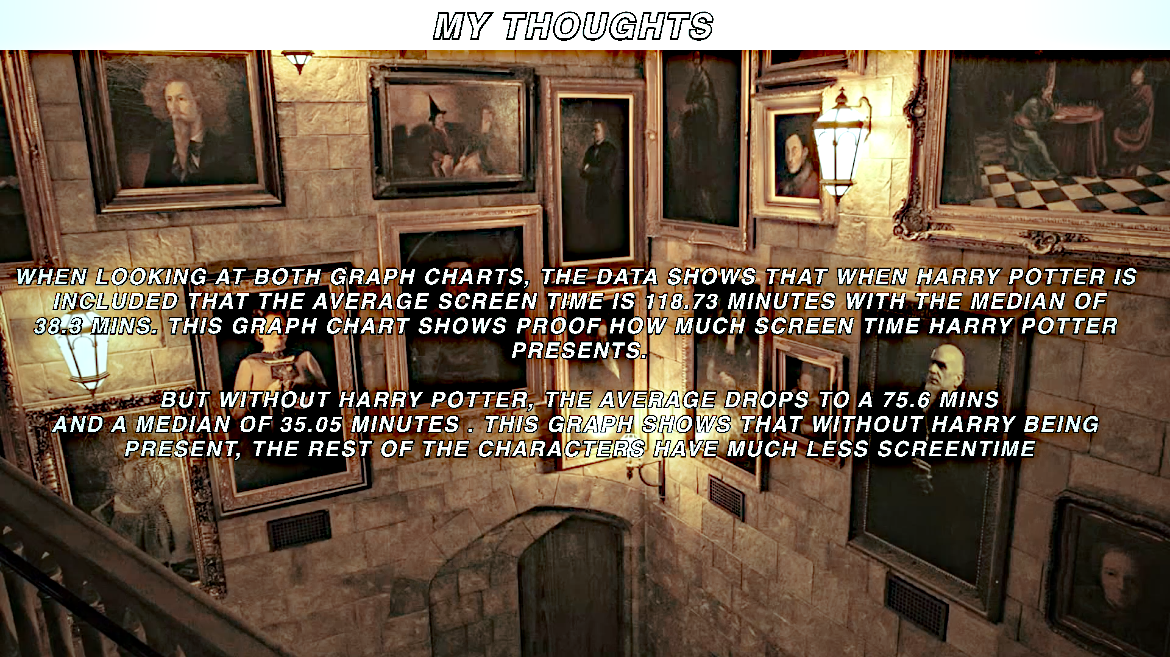 MY THOUGHTS
WHEN LOOKING AT BOTH GRAPH CHARTS, THE DATA SHOWS THAT WHEN HARRY POTTER IS
INCLUDED THAT THE AVERAGE SCREEN TIME IS 118.73 MINUTES WITH THE MEDIAN OF
38.3 MINS. THIS GRAPH CHART SHOWS PROOF HOW MUCH SCREEN TIME HARRY POTTER
PRESENTS.
BUT WITHOUT HARRY POTTER, THE AVERAGE DROPS TO A 75.6 MINS
AND A MEDIAN OF 35.05 MINUTES . THIS GRAPH SHOWS THAT WITHOUT HARRY BEING
PRESENT, THE REST OF THE CHARACTERS HAVE MUCH LESS SCREENTIME